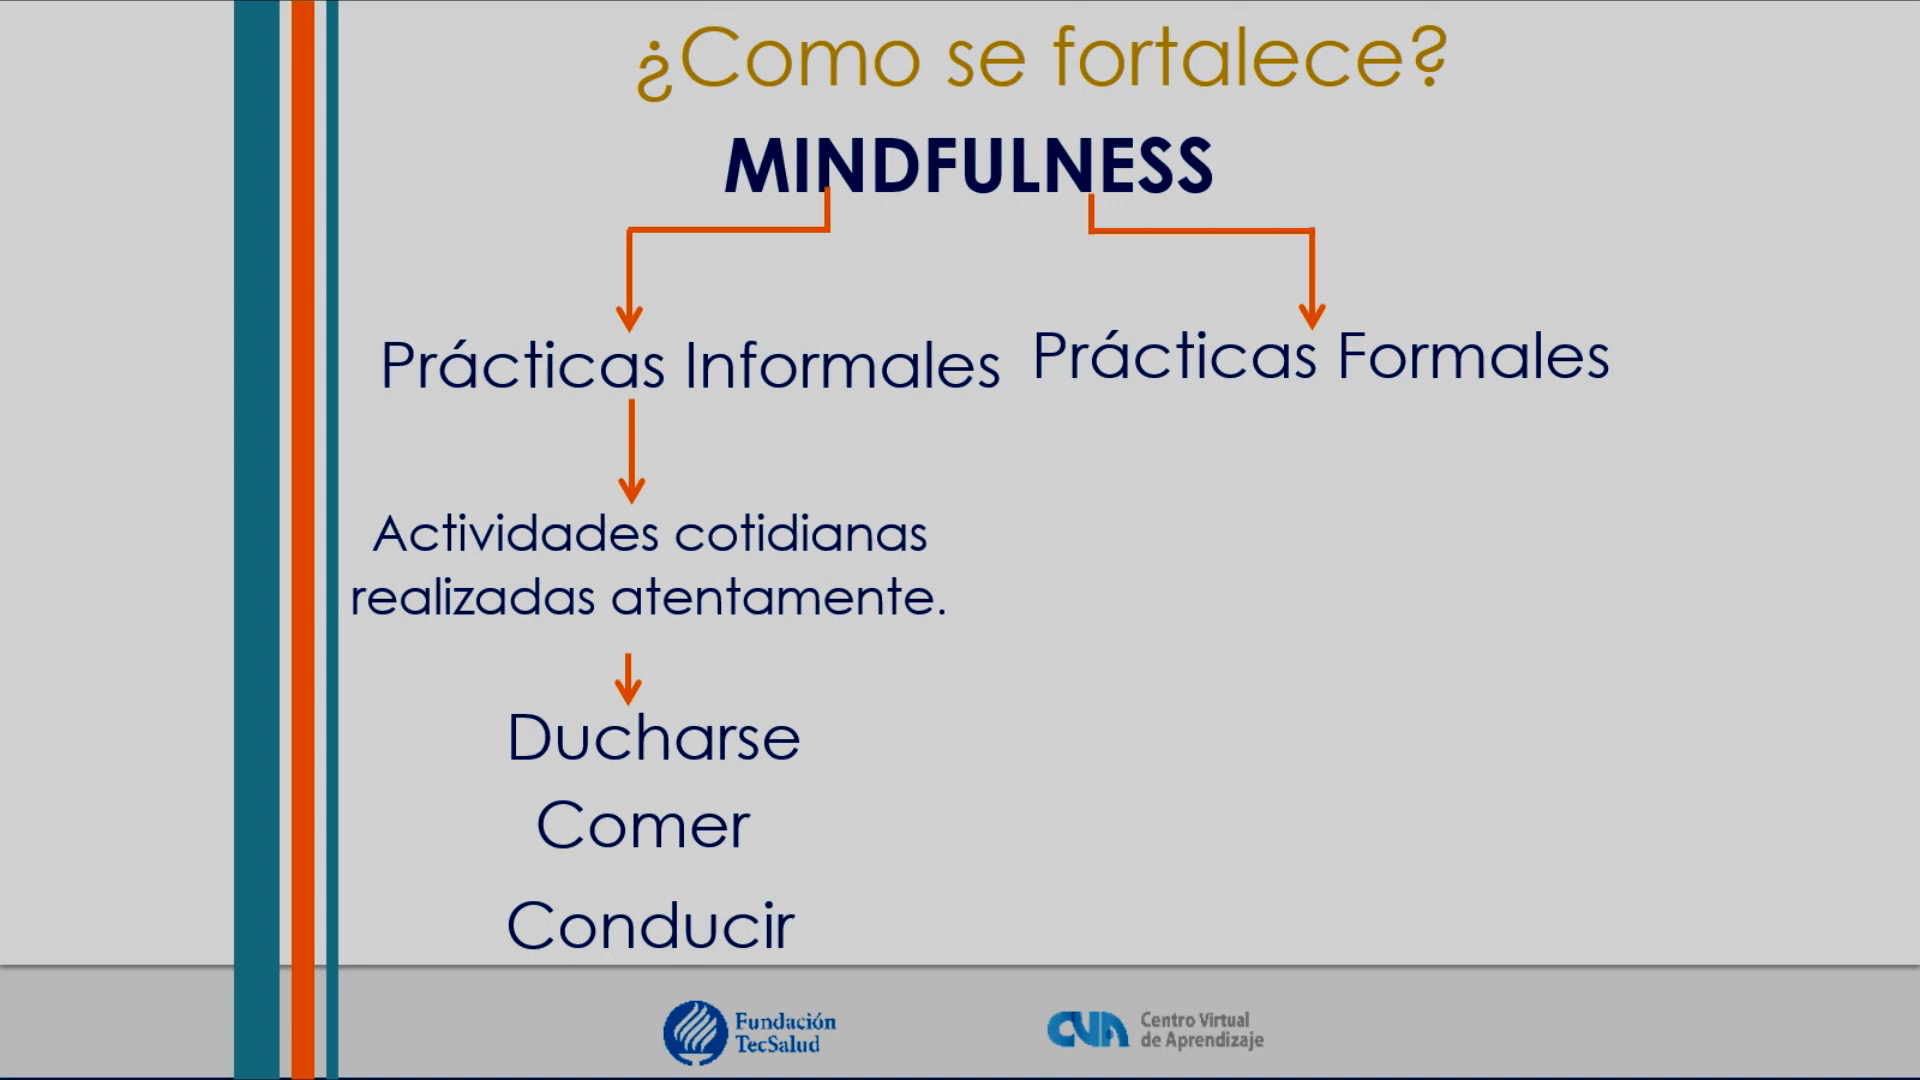 ¿Como se fortalece?
MINDFULNESS
Prácticas Informales
Prácticas Formales
Actividades cotidianas
realizadas atentamente.
Ducharse
Comer
Conducir
Fundación
TecSalud
CVA
Centro Virtual
de Aprendizaje